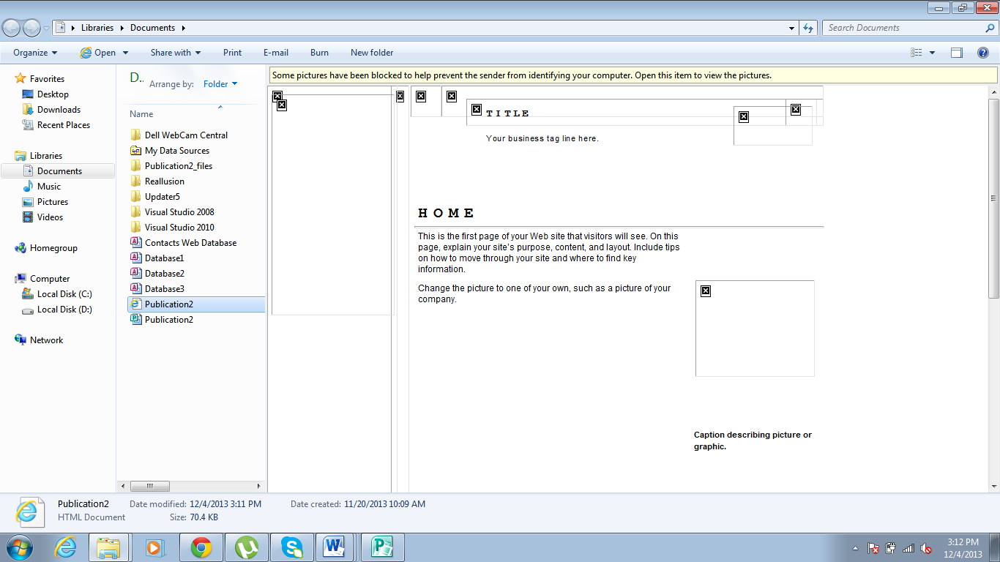 Libraries Documents
Search Documents
Organize Open Share with Print E-mail Burn New folder
Favorites
Desktop
Downloads
Recent Places
Libraries
Documents
Music
Pictures
Videos
Homegroup
Computer
Local Disk (C:)
Local Disk (D:)
Network
D..
Arrange by: Folder
Name
Dell WebCam Central
My Data Sources
Publication2_files
Reallusion
Updater5
Visual Studio 2008
Visual Studio 2010
Contacts Web Database
Database1
Database2
Database3
Publication2
Publication2
Some pictures have been blocked to help prevent the sender from identifying your computer. Open this item to view the pictures.
TITLE
Your business tag line here.
HOME
This is the first page of your Web site that visitors will see. On this
page, explain your site's purpose, content, and layout. Include tips
on how to move through your site and where to find key
information.
Change the picture to one of your own, such as a picture of your
company.
Caption describing picture or
graphic.
Publication2 Date modified: 12/4/2013 3:11 PM Date created: 11/20/2013 10:09 AM
HTML Document Size: 70.4 KB
3:12 PM
12/4/2013